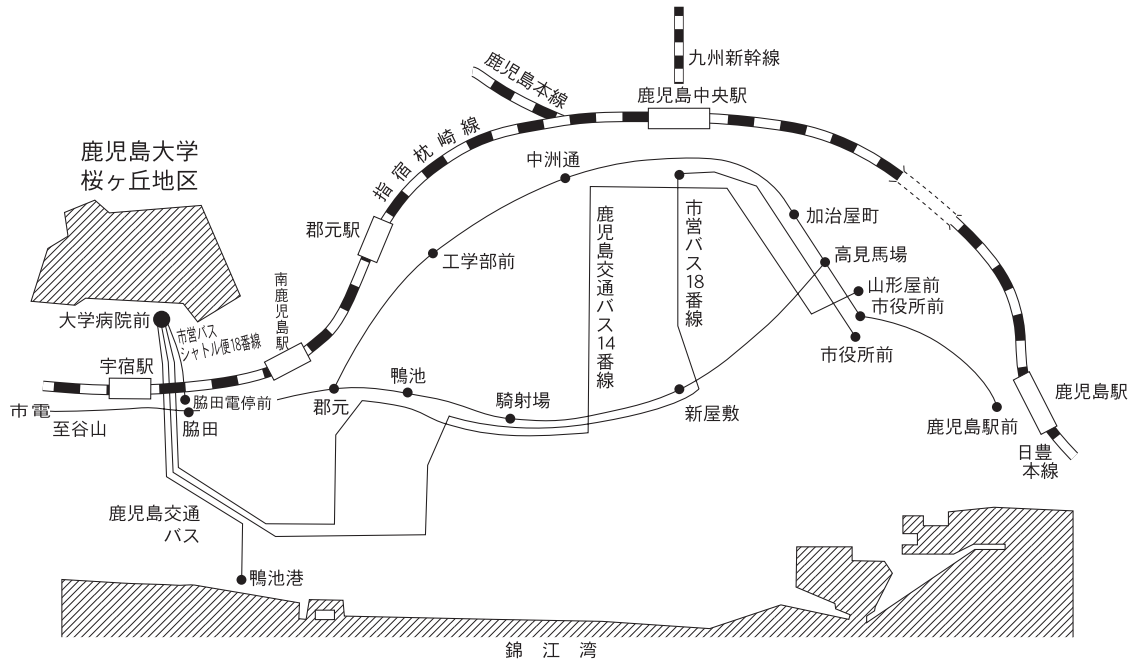 九州新幹線
鹿児島本線
鹿児島中央駅
指宿枕崎線
鹿児島大学
桜ヶ丘地区
中洲通
加治屋町
郡元駅
工学部前
高見馬場
南鹿児島駅
鹿児島交通バス14番線
市営バス18番線
山形屋前
市役所前
大学病院前
市営バス
シャトル便18番線
市役所前
宇宿駅
鴨池
脇田電停前
郡元
騎射場
新屋敷
鹿児島駅
市電
至谷山
脇田
鹿児島駅前
日豊
本線
鹿児島交通
バス
鴨池港
錦江湾